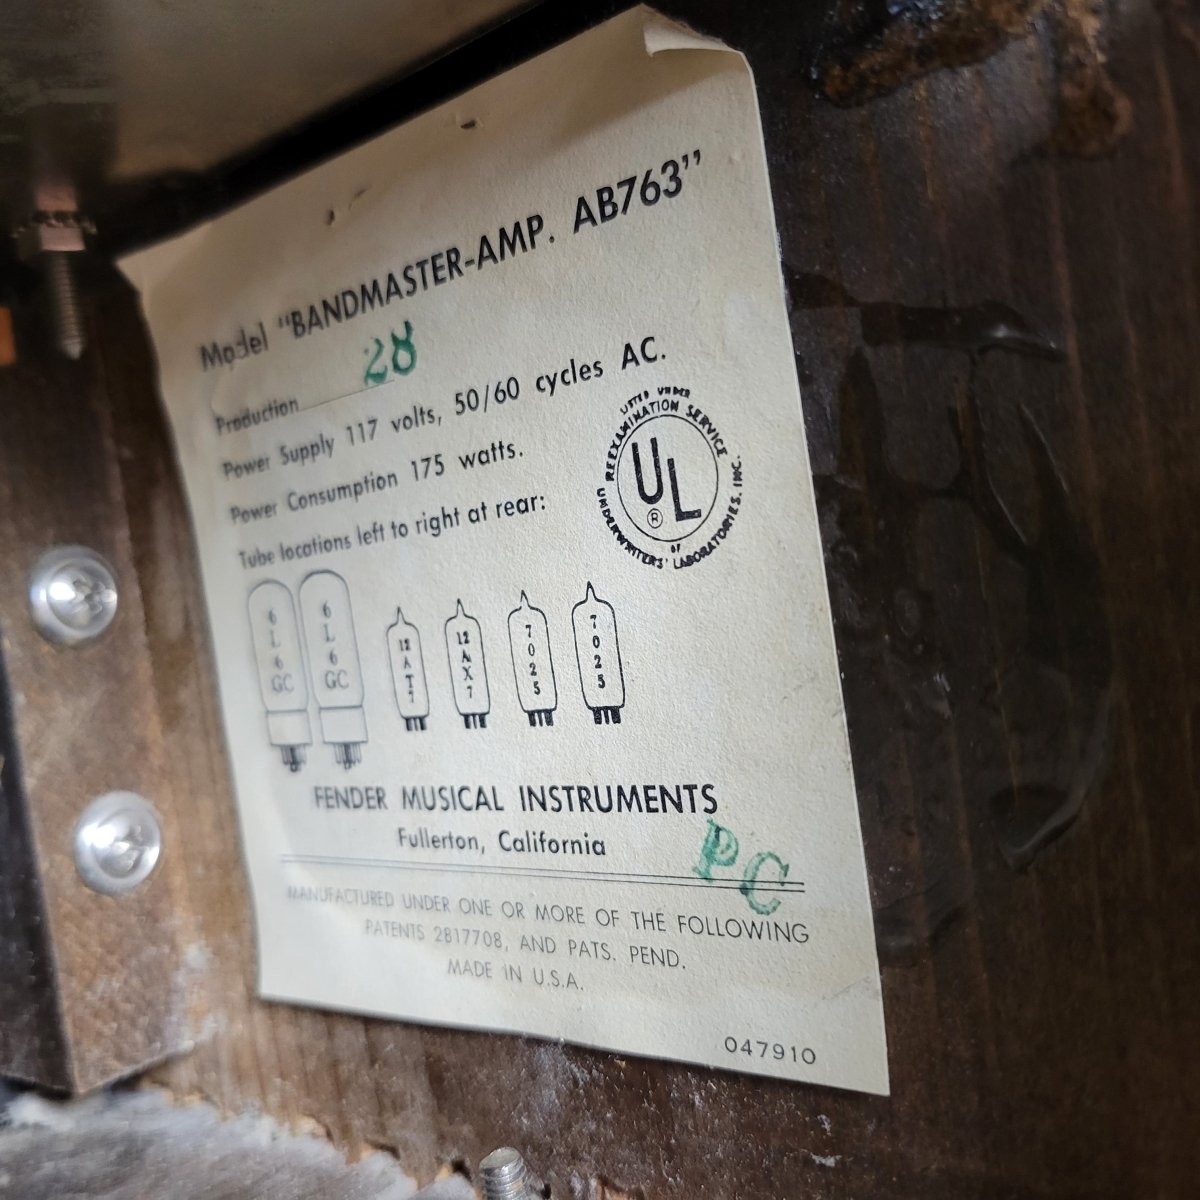 Model "BANDMASTER-AMP. AB763"
Production 28
Power Supply 117 volts, 50/60 cycles AC.
Power Consumption 175 watts.
Tube locations left to right at rear:
LISTED UNDER
REEXAMINATION SERVICE
UL
®
OF
UNDERWRITERS' LABORATORIES, INC.
6L6GC
6L6GC
12AT7
12AX7
7025
7025
FENDER MUSICAL INSTRUMENTS
Fullerton, California
PC
MANUFACTURED UNDER ONE OR MORE OF THE FOLLOWING
PATENTS 2817708, AND PATS. PEND.
MADE IN U.S.A.
047910